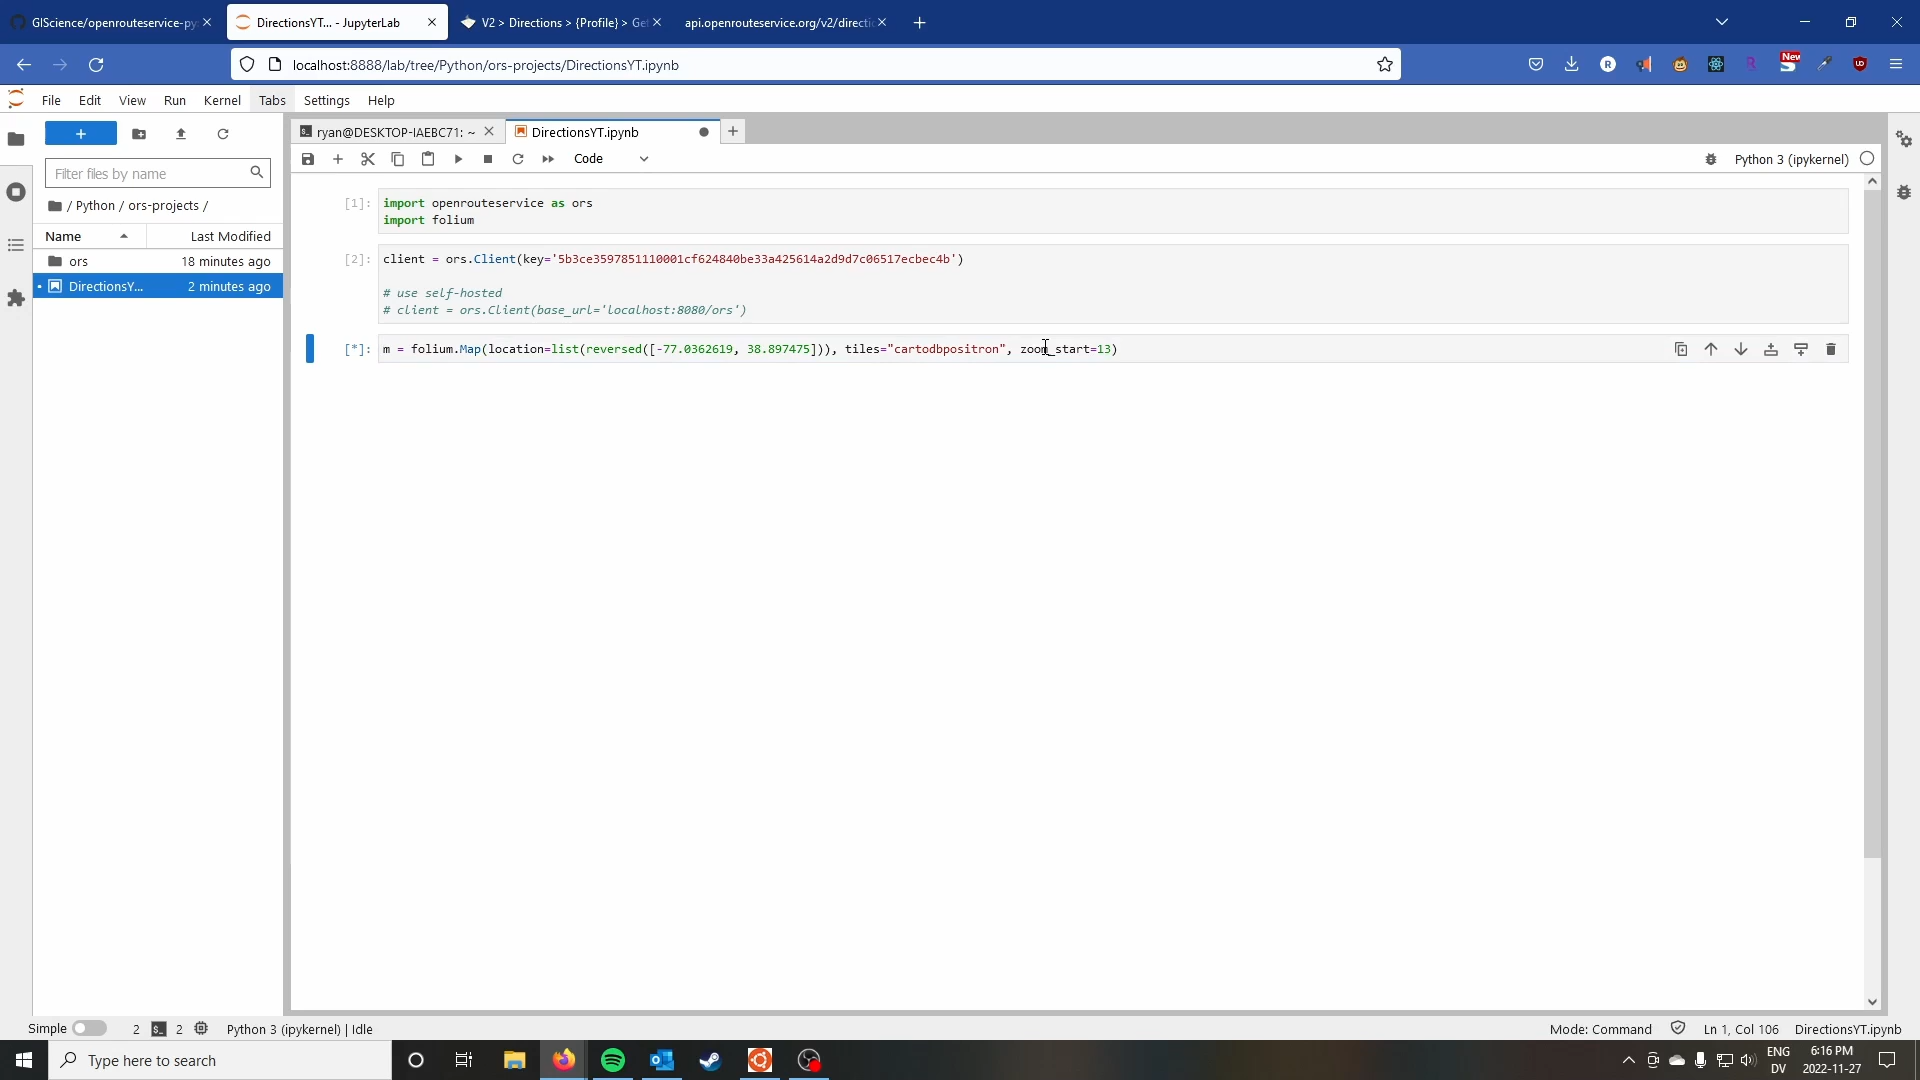 GIScience/openrouteservice-py
DirectionsYT... - JupyterLab
V2 > Directions > {Profile} > Ge
api.openrouteservice.org/v2/directi
localhost:8888/lab/tree/Python/ors-projects/DirectionsYT.ipynb
New
File Edit View Run Kernel Tabs Settings Help
ryan@DESKTOP-IAEBC71: ~
DirectionsYT.ipynb
Code
Python 3 (ipykernel)
Filter files by name
/ Python / ors-projects /
Name Last Modified
ors 18 minutes ago
DirectionsY... 2 minutes ago
[1]: import openrouteservice as ors
import folium
[2]: client = ors.Client(key='5b3ce3597851110001cf624840be33a425614a2d9d7c06517ecbec4b')
# use self-hosted
# client = ors.Client(base_url='localhost:8080/ors')
[*]: m = folium.Map(location=list(reversed([-77.0362619, 38.897475])), tiles="cartodbpositron", zoom_start=13)
Simple 2 2 Python 3 (ipykernel) | Idle
Mode: Command Ln 1, Col 106 DirectionsYT.ipynb
Type here to search
ENG
DV
6:16 PM
2022-11-27